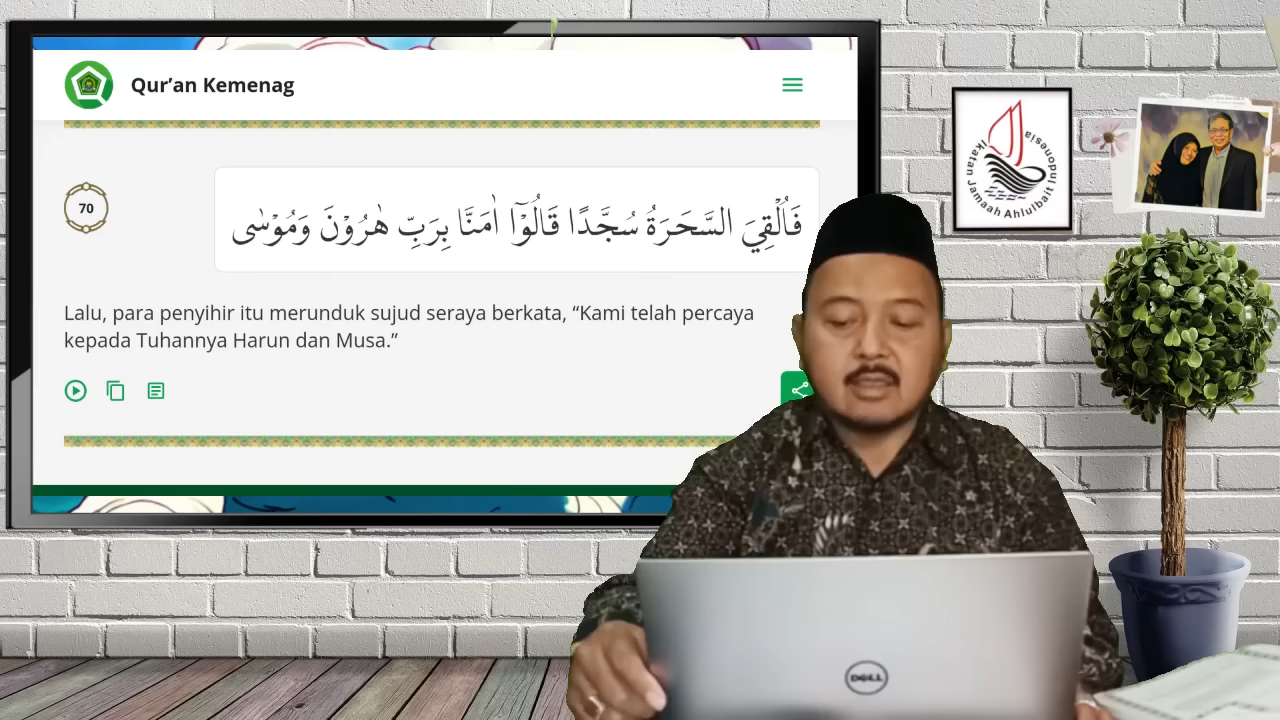 Qur’an Kemenag
70
فَاُلْقِيَ السَّحَرَةُ سُجَّدًا قَالُوْٓا اٰمَنَّا بِرَبِّ هٰرُوْنَ وَمُوْسٰى
Lalu, para penyihir itu merunduk sujud seraya berkata, “Kami telah percaya
kepada Tuhannya Harun dan Musa.”
Ikatan Jamaah Ahlulbait Indonesia
DELL